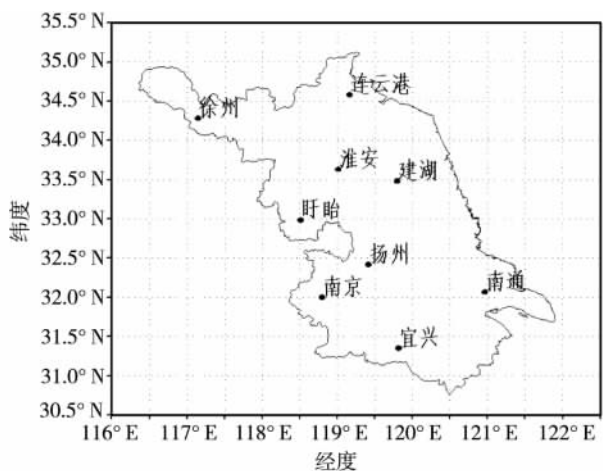 35.5° N
35.0° N
34.5° N
34.0° N
33.5° N
33.0° N
32.5° N
32.0° N
31.5° N
31.0° N
30.5° N
纬度
连云港
徐州
淮安
建湖
盱眙
扬州
南京
南通
宜兴
116° E 117° E 118° E 119° E 120° E 121° E 122° E
经度